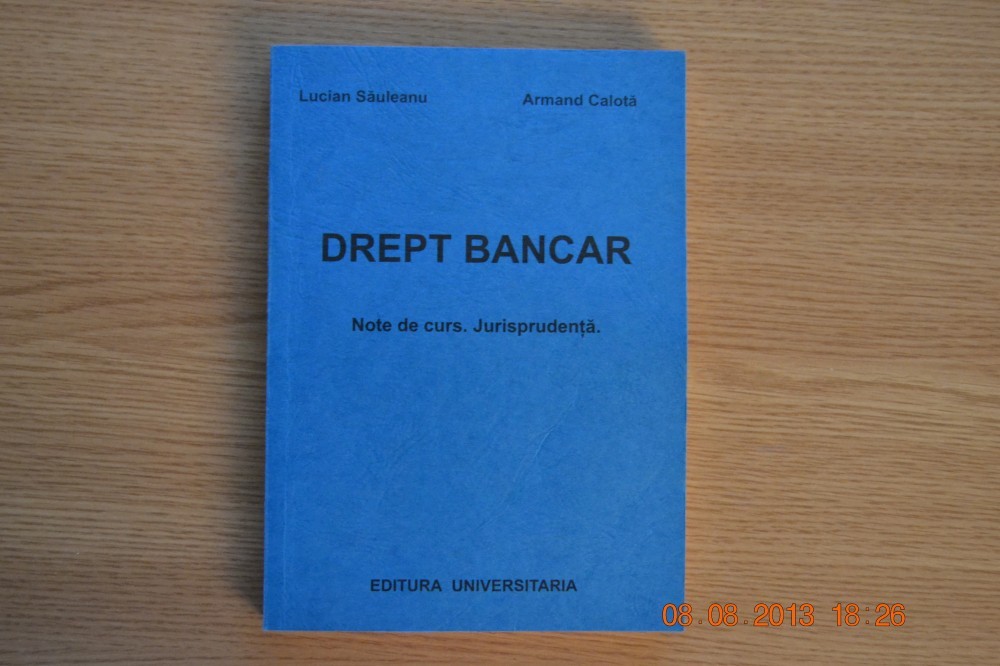 Lucian Săuleanu Armand Calotă
DREPT BANCAR
Note de curs. Jurisprudență.
EDITURA UNIVERSITARIA
08.08.2013 18:26